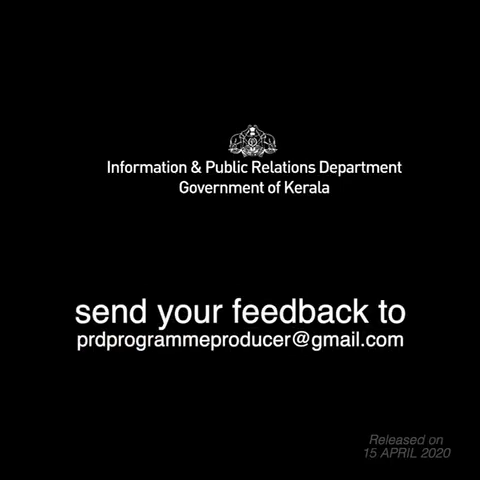 Information & Public Relations Department
Government of Kerala
send your feedback to
prdprogrammeproducer@gmail.com
Released on
15 APRIL 2020